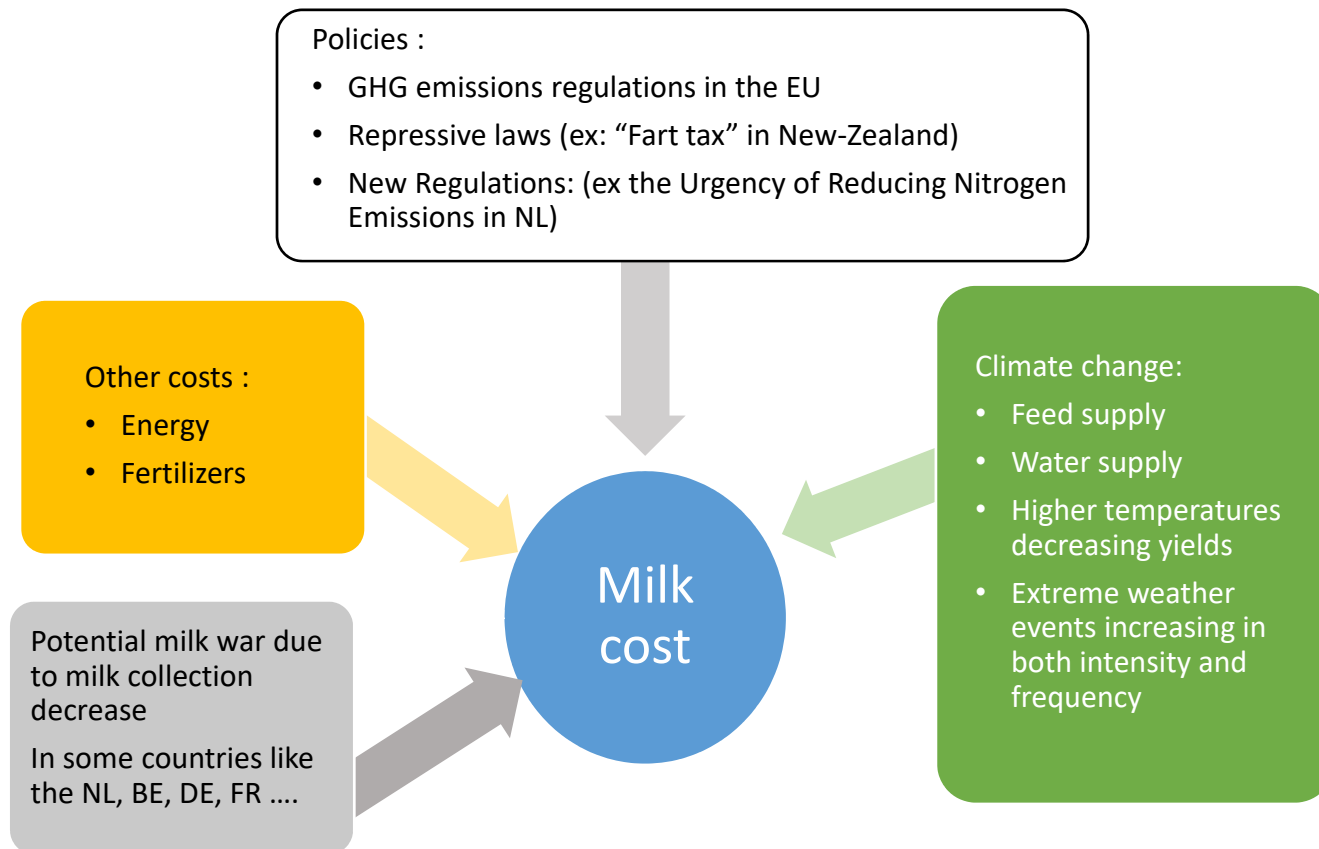 Policies :
• GHG emissions regulations in the EU
• Repressive laws (ex: “Fart tax” in New-Zealand)
• New Regulations: (ex the Urgency of Reducing Nitrogen
Emissions in NL)
Other costs :
• Energy
• Fertilizers
Climate change:
• Feed supply
• Water supply
• Higher temperatures
decreasing yields
• Extreme weather
events increasing in
both intensity and
frequency
Milk
cost
Potential milk war due
to milk collection
decrease
In some countries like
the NL, BE, DE, FR ....